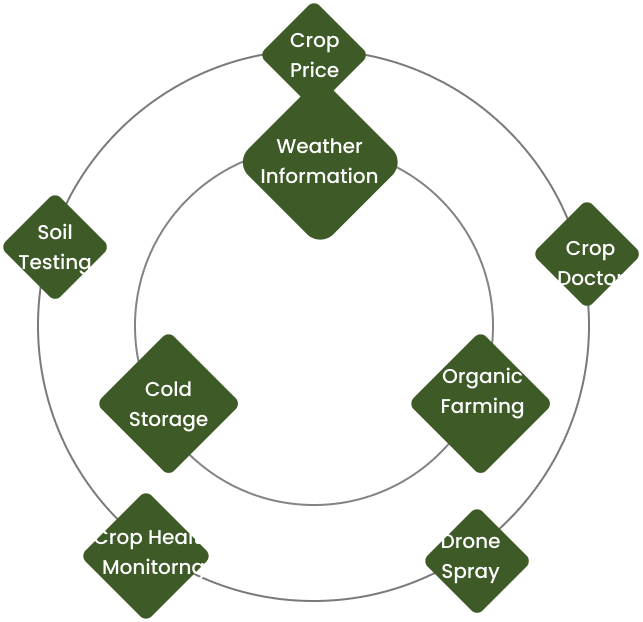 Crop
Price
Weather
Information
Soil
Testing
Crop
Doctor
Cold
Storage
Organic
Farming
Crop Healt
Monitorng
Drone
Spray